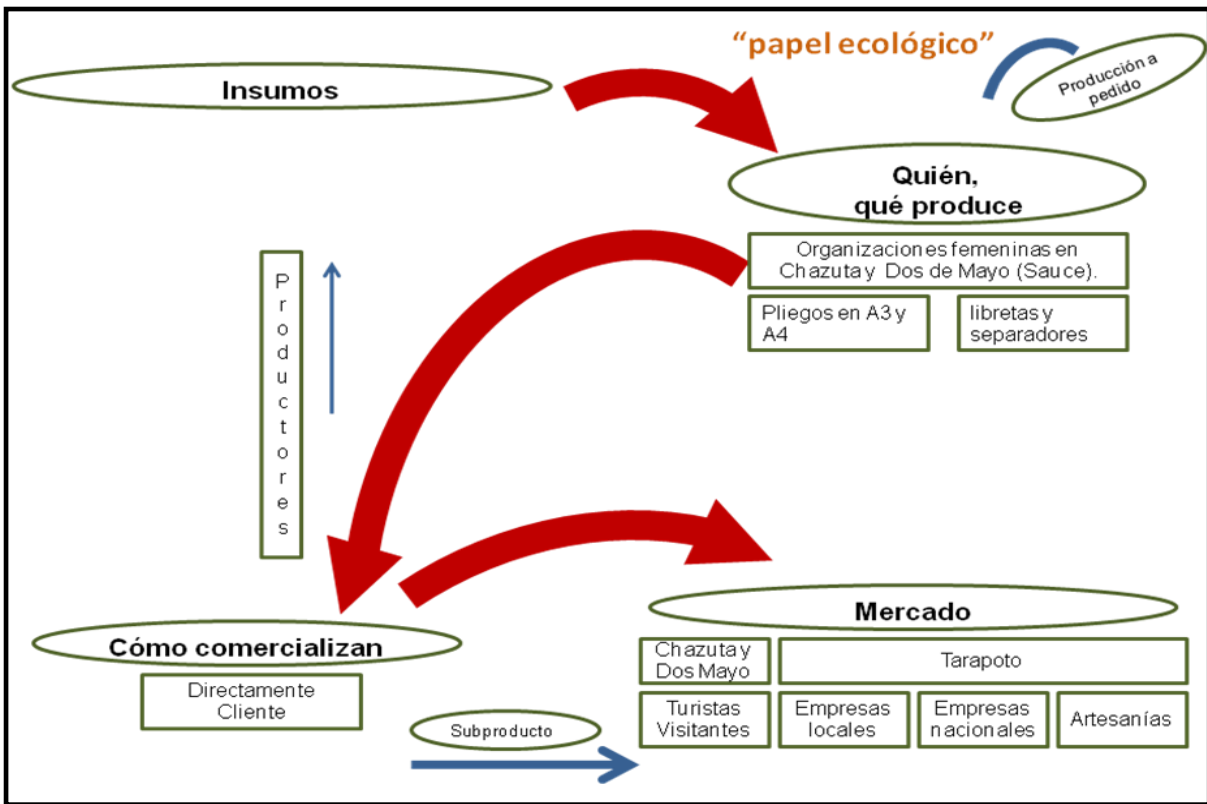 “papel ecológico”
Producción a
pedido
Insumos
Quién,
qué produce
Organizaciones femeninas en
Chazuta y Dos de Mayo (Sauce).
Pliegos en A3 y
A4
libretas y
separadores
Productores
Cómo comercializan
Directamente
Cliente
Subproducto
Mercado
Chazuta y
Dos Mayo
Tarapoto
Turistas
Visitantes
Empresas
locales
Empresas
nacionales
Artesanías